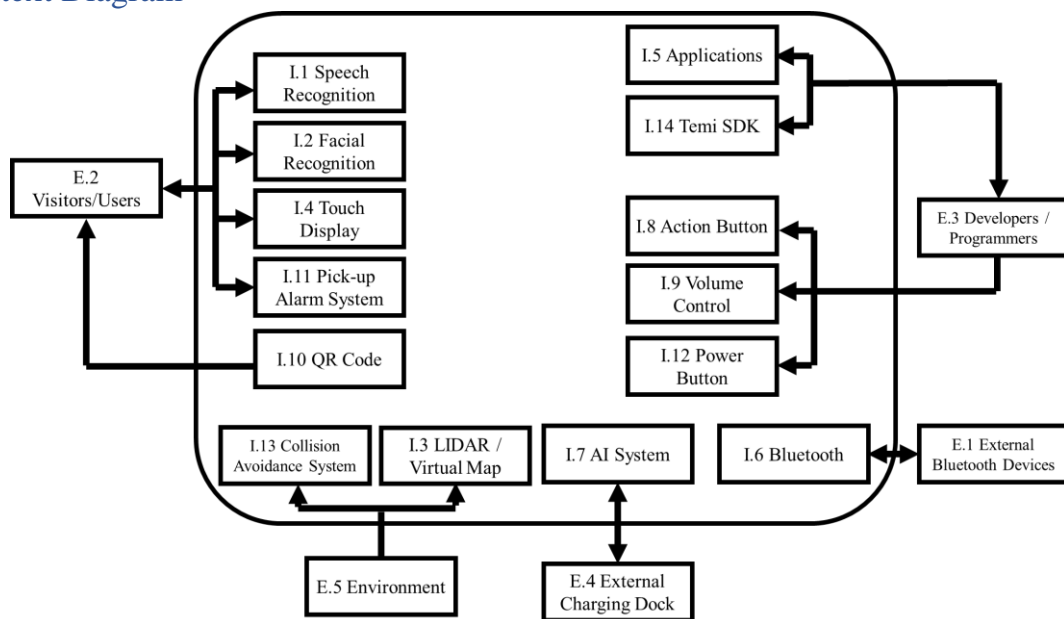 I.5 Applications
I.1 Speech
Recognition
I.14 Temi SDK
I.2 Facial
Recognition
E.2
Visitors/Users
I.4 Touch
Display
I.8 Action Button
E.3 Developers /
Programmers
I.11 Pick-up
Alarm System
I.9 Volume
Control
I.10 QR Code
I.12 Power
Button
I.13 Collision
Avoidance System
I.3 LIDAR /
Virtual Map
I.7 AI System
I.6 Bluetooth
E.1 External
Bluetooth Devices
E.5 Environment
E.4 External
Charging Dock